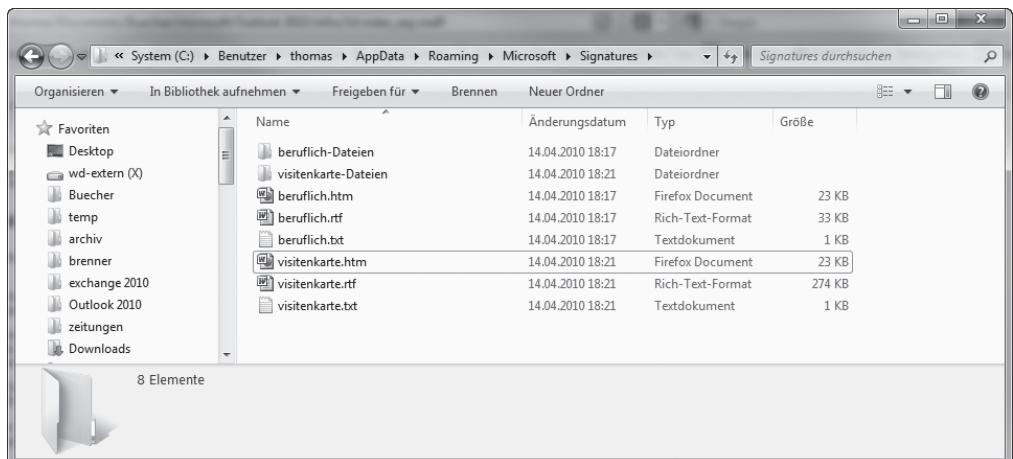 « System (C:) ▸ Benutzer ▸ thomas ▸ AppData ▸ Roaming ▸ Microsoft ▸ Signatures ▸ Signatures durchsuchen
Organisieren ▼ In Bibliothek aufnehmen ▼ Freigeben für ▼ Brennen Neuer Ordner
Favoriten
Desktop
wd-extern (X)
Buecher
temp
archiv
brenner
exchange 2010
Outlook 2010
zeitungen
Downloads
Name Änderungsdatum Typ Größe
beruflich-Dateien 14.04.2010 18:17 Dateiordner
visitenkarte-Dateien 14.04.2010 18:21 Dateiordner
beruflich.htm 14.04.2010 18:17 Firefox Document 23 KB
beruflich.rtf 14.04.2010 18:17 Rich-Text-Format 33 KB
beruflich.txt 14.04.2010 18:17 Textdokument 1 KB
visitenkarte.htm 14.04.2010 18:21 Firefox Document 23 KB
visitenkarte.rtf 14.04.2010 18:21 Rich-Text-Format 274 KB
visitenkarte.txt 14.04.2010 18:21 Textdokument 1 KB
8 Elemente